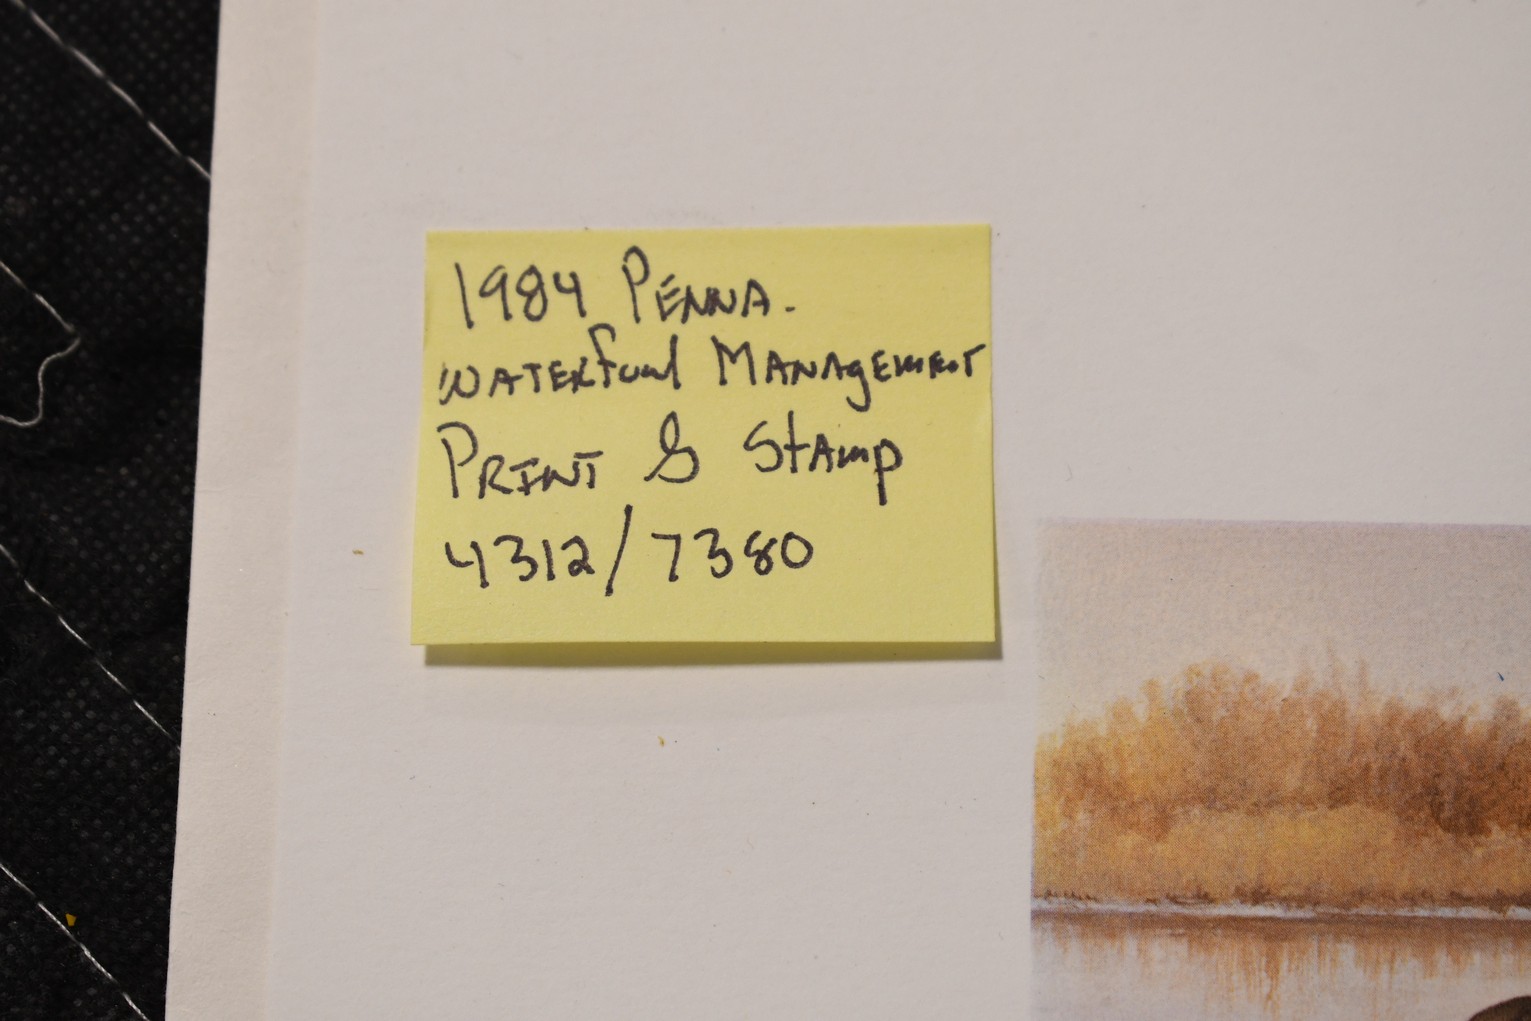 1984 PENNA.
WATERfowl MANAgEMENT
PRINT & StAmp
4312/7380